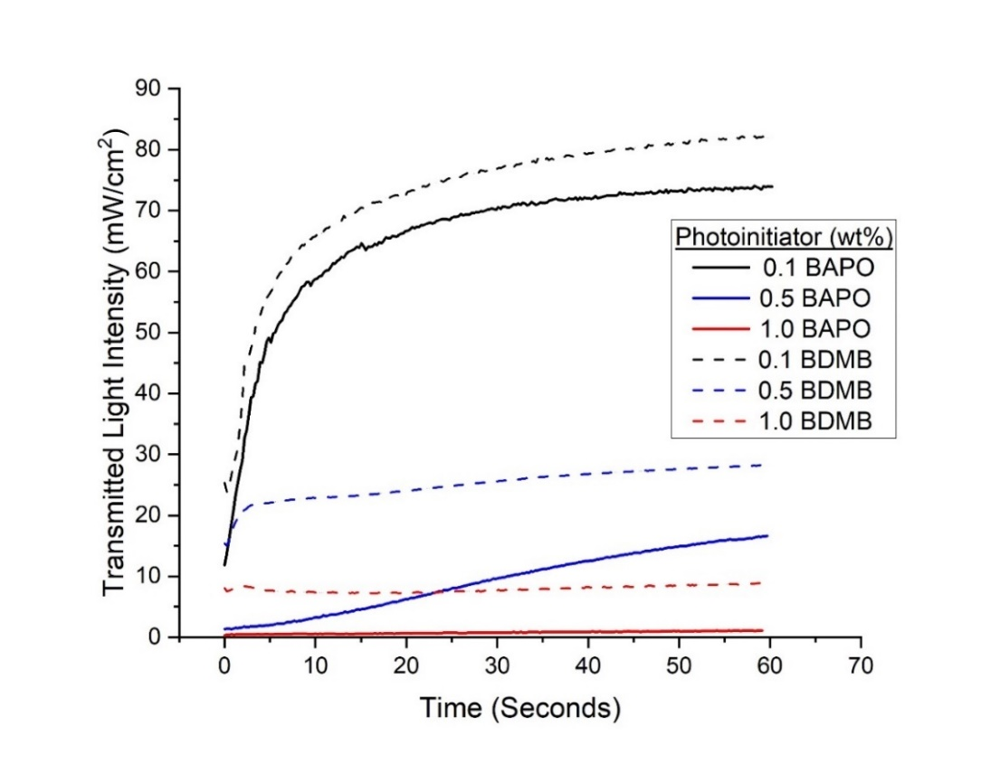 90
80
70
60
50
40
30
20
10
0
Transmitted Light Intensity (mW/cm²)
Photoinitiator (wt%)
0.1 BAPO
0.5 BAPO
1.0 BAPO
0.1 BDMB
0.5 BDMB
1.0 BDMB
0 10 20 30 40 50 60 70
Time (Seconds)